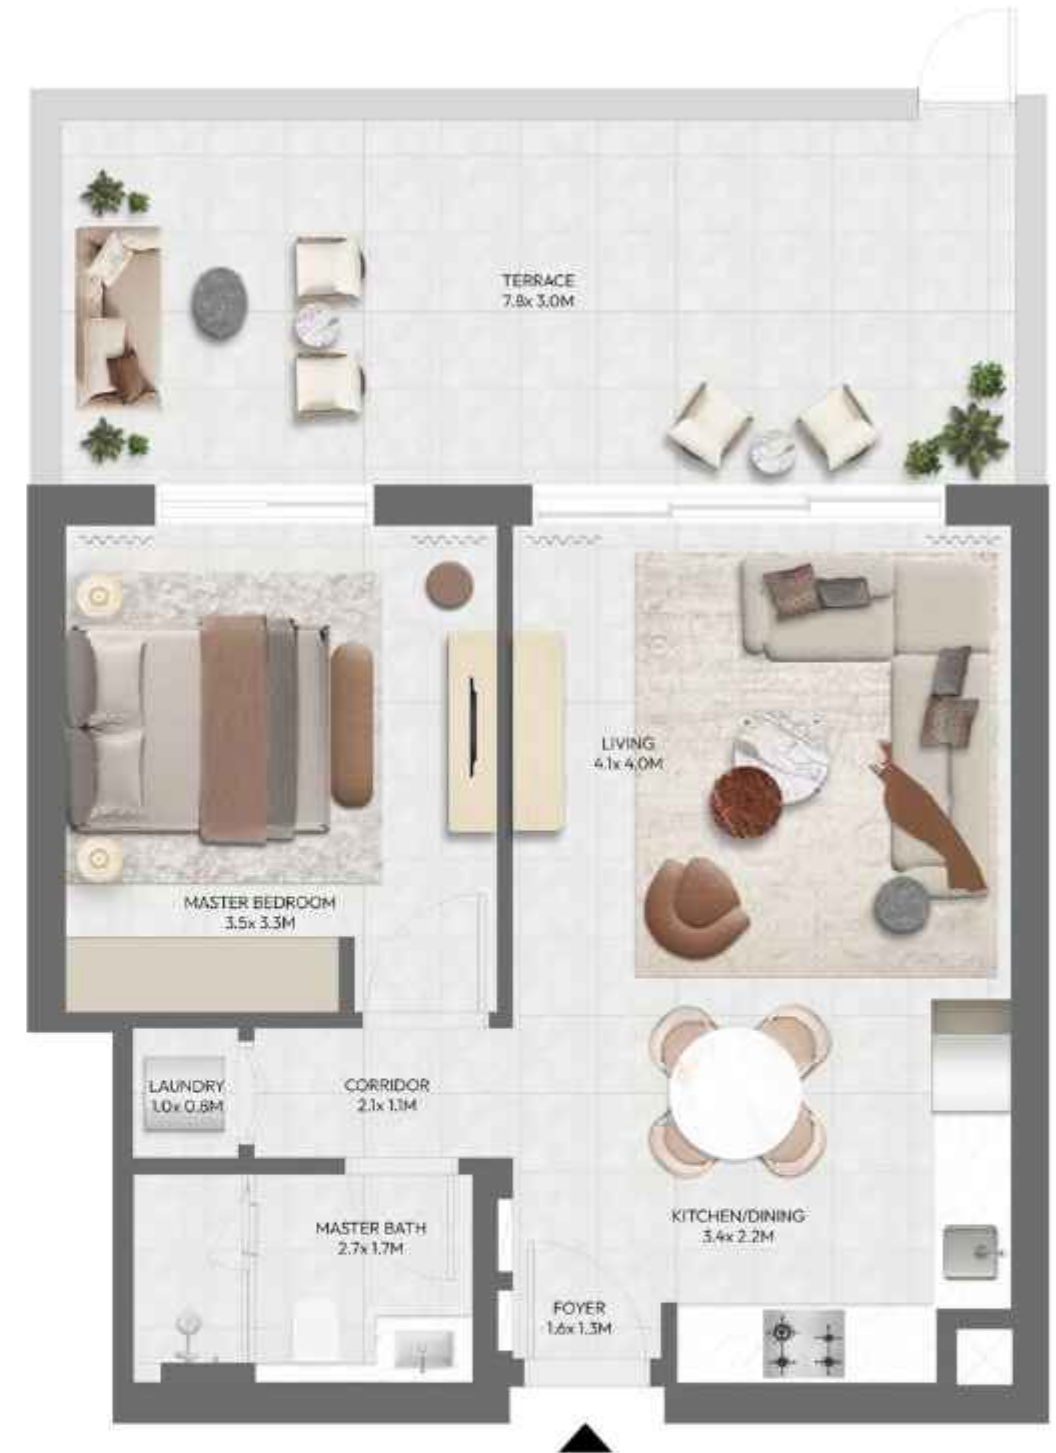 TERRACE
7.8x 3.0M
LIVING
4.1x 4.0M
MASTER BEDROOM
3.5x 3.3M
LAUNDRY
1.0x 0.8M
CORRIDOR
2.1x 1.1M
MASTER BATH
2.7x 1.7M
KITCHEN/DINING
3.4x 2.2M
FOYER
1.6x 1.3M